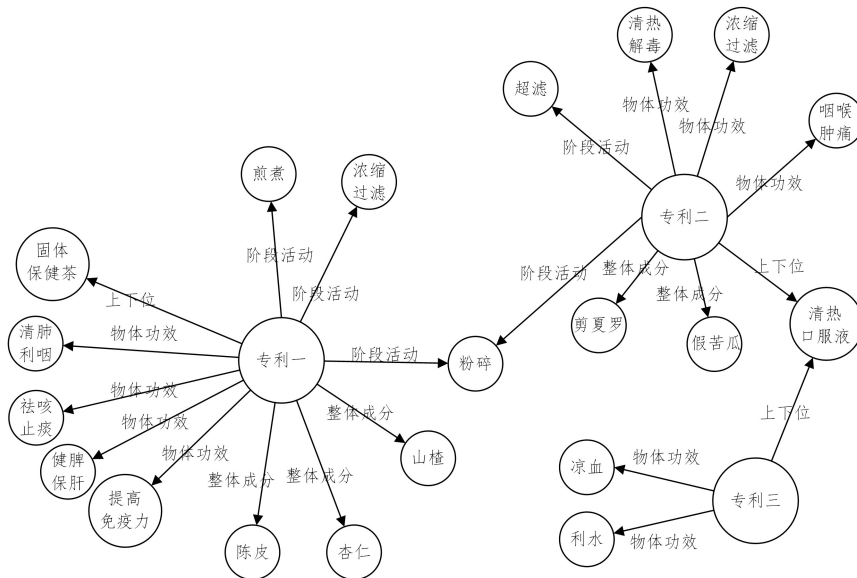 清热
解毒
浓缩
过滤
超滤
物体功效
物体功效
咽喉
肿痛
阶段活动
煎煮
浓缩
过滤
物体功效
专利二
固体
保健茶
阶段活动
阶段活动
整体成分
上下位
阶段活动
整体成分
上下位
清肺
利咽
物体功效
剪夏罗
假苦瓜
清热
口服液
专利一
阶段活动
粉碎
物体功效
祛咳
止痰
物体功效
整体成分
上下位
健脾
保肝
物体功效
整体成分
整体成分
山楂
提高
免疫力
凉血
物体功效
专利三
陈皮
杏仁
利水
物体功效